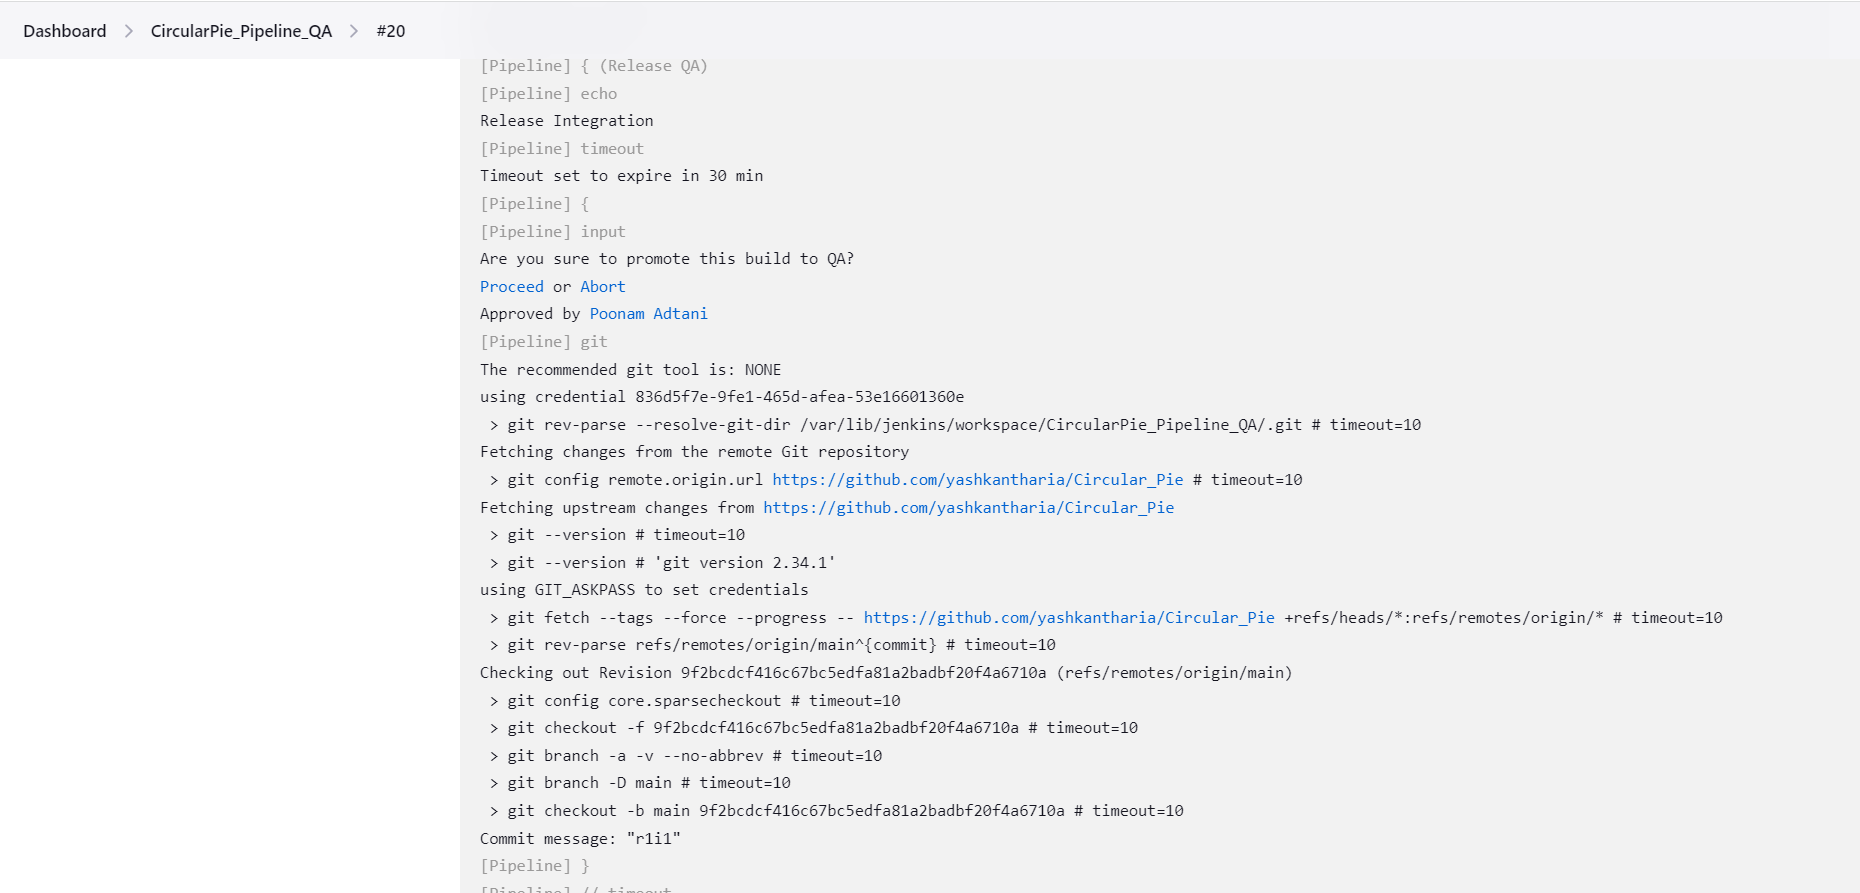 Dashboard > CircularPie_Pipeline_QA > #20
[Pipeline] { (Release QA)
[Pipeline] echo
Release Integration
[Pipeline] timeout
Timeout set to expire in 30 min
[Pipeline] {
[Pipeline] input
Are you sure to promote this build to QA?
Proceed or Abort
Approved by Poonam Adtani
[Pipeline] git
The recommended git tool is: NONE
using credential 836d5f7e-9fe1-465d-afea-53e16601360e
 > git rev-parse --resolve-git-dir /var/lib/jenkins/workspace/CircularPie_Pipeline_QA/.git # timeout=10
Fetching changes from the remote Git repository
 > git config remote.origin.url https://github.com/yashkantharia/Circular_Pie # timeout=10
Fetching upstream changes from https://github.com/yashkantharia/Circular_Pie
 > git --version # timeout=10
 > git --version # 'git version 2.34.1'
using GIT_ASKPASS to set credentials
 > git fetch --tags --force --progress -- https://github.com/yashkantharia/Circular_Pie +refs/heads/*:refs/remotes/origin/* # timeout=10
 > git rev-parse refs/remotes/origin/main^{commit} # timeout=10
Checking out Revision 9f2bcdcf416c67bc5edfa81a2badbf20f4a6710a (refs/remotes/origin/main)
 > git config core.sparsecheckout # timeout=10
 > git checkout -f 9f2bcdcf416c67bc5edfa81a2badbf20f4a6710a # timeout=10
 > git branch -a -v --no-abbrev # timeout=10
 > git branch -D main # timeout=10
 > git checkout -b main 9f2bcdcf416c67bc5edfa81a2badbf20f4a6710a # timeout=10
Commit message: "r1i1"
[Pipeline] }
[Pipeline] // timeout